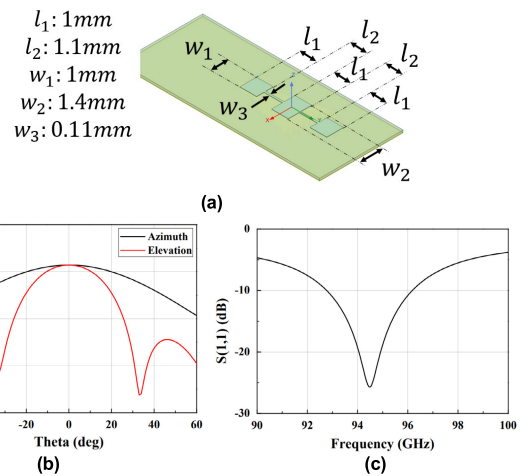 l₁: 1mm
l₂: 1.1mm
w₁: 1mm
w₂: 1.4mm
w₃: 0.11mm
l₁
l₂
w₁
l₁
l₂
w₃
l₁
w₂
X
Y
(a)
Azimuth
Elevation
0
20
40
60
Theta (deg)
(b)
0
-10
-20
-30
S(1,1) (dB)
90 92 94 96 98 100
Frequency (GHz)
(c)